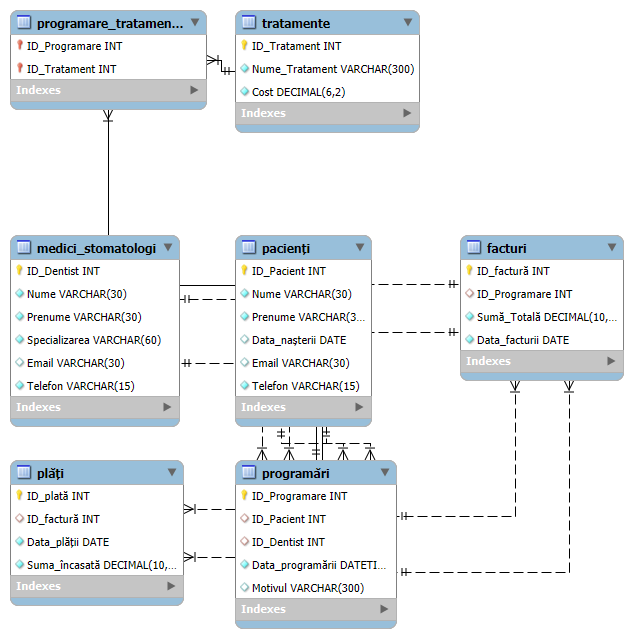 programare_tratamen...
ID_Programare INT
ID_Tratament INT
Indexes
tratamente
ID_Tratament INT
Nume_Tratament VARCHAR(300)
Cost DECIMAL(6,2)
Indexes
medici_stomatologi
ID_Dentist INT
Nume VARCHAR(30)
Prenume VARCHAR(30)
Specializarea VARCHAR(60)
Email VARCHAR(30)
Telefon VARCHAR(15)
Indexes
pacienți
ID_Pacient INT
Nume VARCHAR(30)
Prenume VARCHAR(3...
Data_nașterii DATE
Email VARCHAR(30)
Telefon VARCHAR(15)
Indexes
facturi
ID_factură INT
ID_Programare INT
Sumă_Totală DECIMAL(10,...
Data_facturii DATE
Indexes
plăți
ID_plată INT
ID_factură INT
Data_plății DATE
Suma_încasată DECIMAL(10,...
Indexes
programări
ID_Programare INT
ID_Pacient INT
ID_Dentist INT
Data_programării DATETI...
Motivul VARCHAR(300)
Indexes